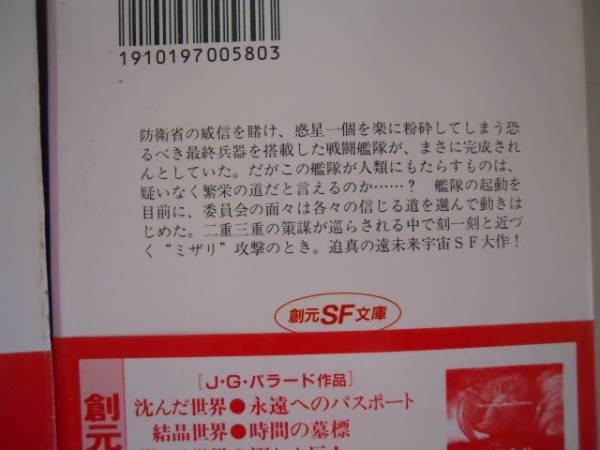 1910197005803
防衛省の威信を賭け、惑星一個を楽に粉砕してしまう恐
るべき最終兵器を搭載した戦闘艦隊が、まさに完成され
んとしていた。だがこの艦隊が人類にもたらすものは、
疑いなく繁栄の道だと言えるのか……？　艦隊の起動を
目前に、委員会の面々は各々の信じる道を選んで動きは
じめた。二重三重の策謀が巡らされる中で刻一刻と近づ
く“ミザリ”攻撃のとき。迫真の遠未来宇宙ＳＦ大作！
創元SF文庫
[J・G・バラード作品]
沈んだ世界●永遠へのパスポート
結晶世界●時間の墓標
創元